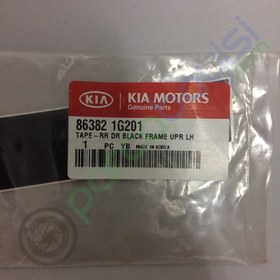 KIA
KIA MOTORS
Genuine Parts
86382 1G201
TAPE-RR DR BLACK FRAME UPR LH
1 PC YB MADE IN KOREA